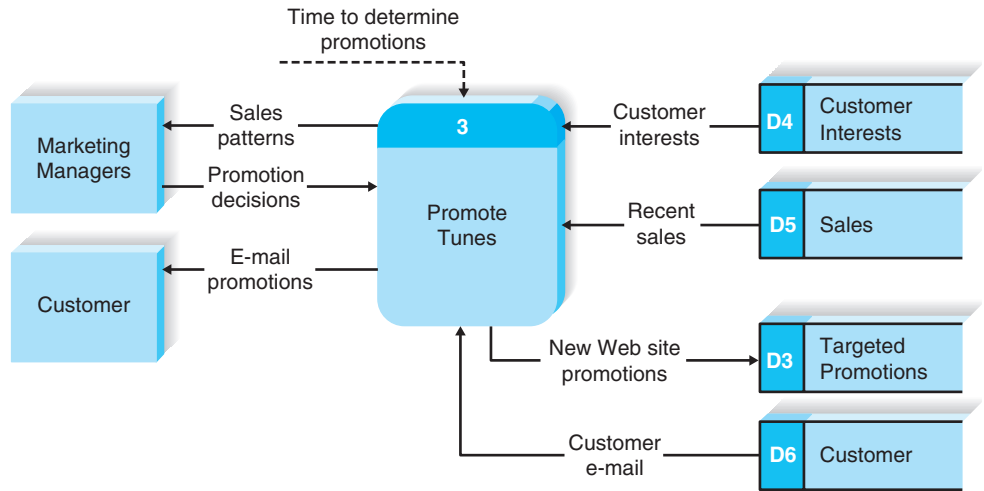 Time to determine
promotions
Marketing
Managers
Sales
patterns
Promotion
decisions
Customer
E-mail
promotions
3
Promote
Tunes
Customer
interests
D4
Customer
Interests
Recent
sales
D5
Sales
New Web site
promotions
D3
Targeted
Promotions
Customer
e-mail
D6
Customer